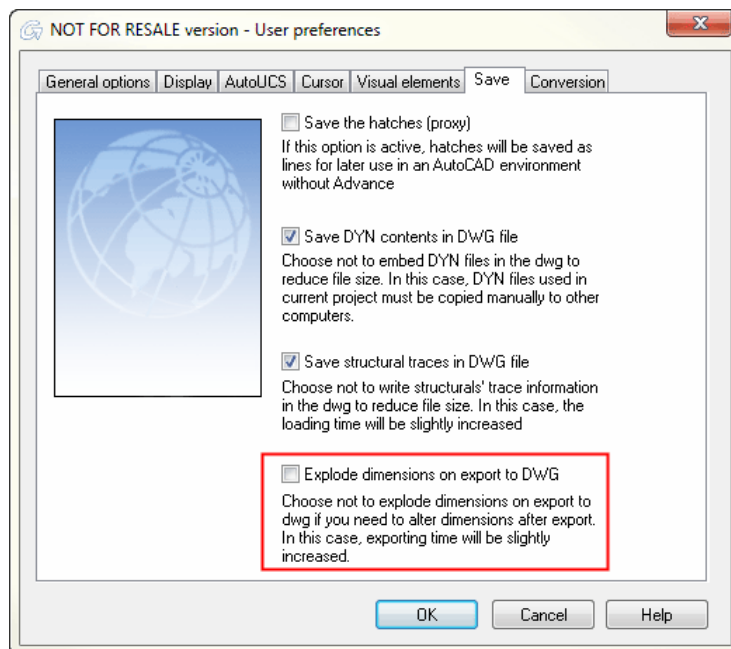 NOT FOR RESALE version - User preferences
General options Display AutoUCS Cursor Visual elements Save Conversion
Save the hatches (proxy)
If this option is active, hatches will be saved as
lines for later use in an AutoCAD environment
without Advance
Save DYN contents in DWG file
Choose not to embed DYN files in the dwg to
reduce file size. In this case, DYN files used in
current project must be copied manually to other
computers.
Save structural traces in DWG file
Choose not to write structurals' trace information
in the dwg to reduce file size. In this case, the
loading time will be slightly increased
Explode dimensions on export to DWG
Choose not to explode dimensions on export to
dwg if you need to alter dimensions after export.
In this case, exporting time will be slightly
increased.
OK Cancel Help